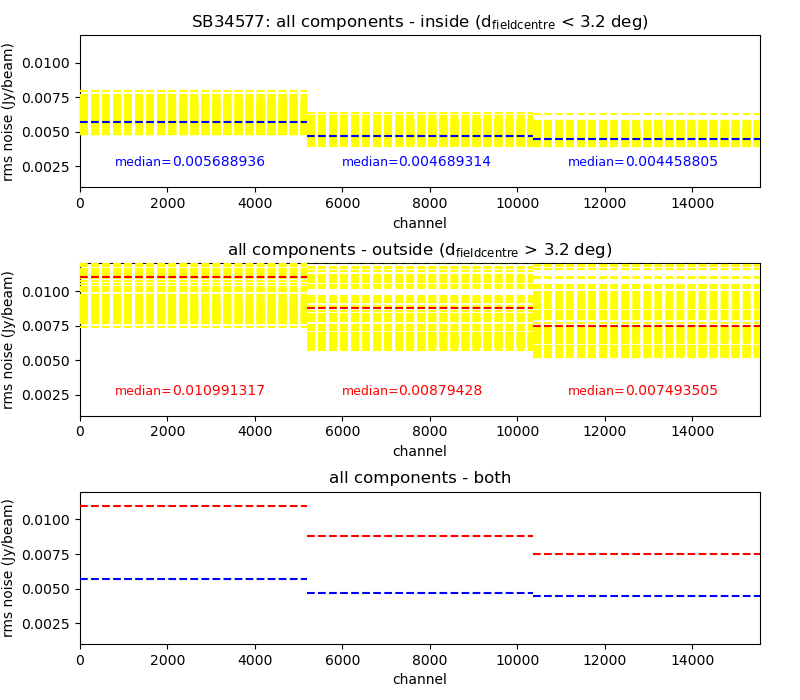 SB34577: all components - inside (dfieldcentre < 3.2 deg)
rms noise (Jy/beam)
0.0100
0.0075
0.0050
0.0025
median=0.005688936 median=0.004689314 median=0.004458805
0 2000 4000 6000 8000 10000 12000 14000
channel
all components - outside (dfieldcentre > 3.2 deg)
rms noise (Jy/beam)
0.0100
0.0075
0.0050
0.0025
median=0.010991317 median=0.00879428 median=0.007493505
0 2000 4000 6000 8000 10000 12000 14000
channel
all components - both
rms noise (Jy/beam)
0.0100
0.0075
0.0050
0.0025
0 2000 4000 6000 8000 10000 12000 14000
channel